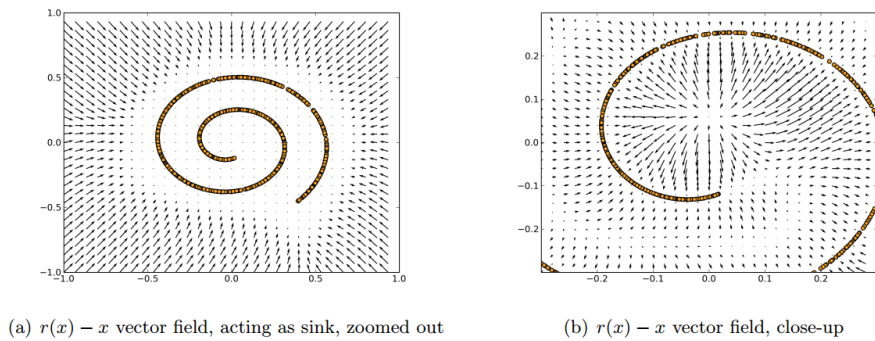 1.0
0.5
0.0
−0.5
−1.0
−1.0 −0.5 0.0 0.5 1.0
(a) r(x) − x vector field, acting as sink, zoomed out
0.2
0.1
0.0
−0.1
−0.2
−0.2 −0.1 0.0 0.1 0.2
(b) r(x) − x vector field, close-up